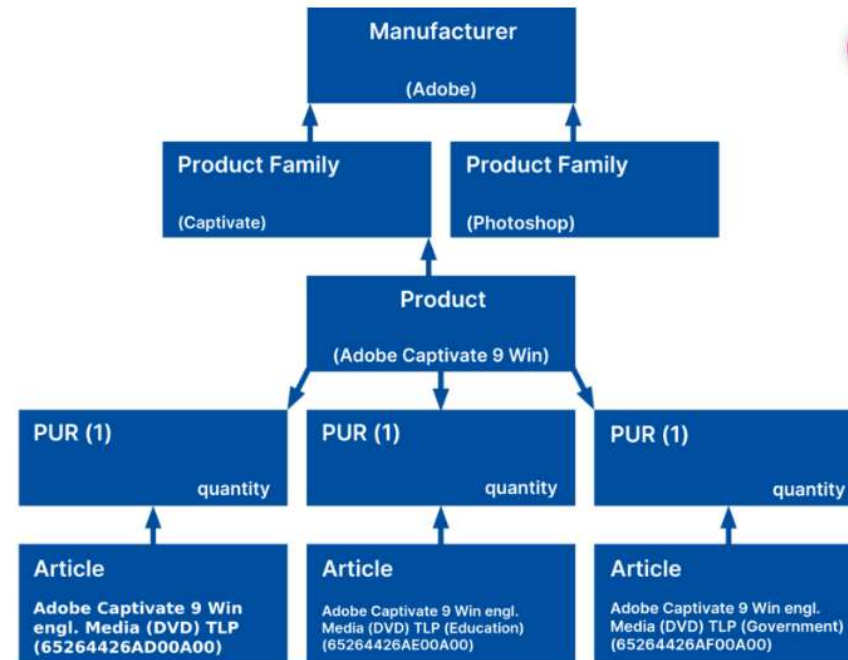 Manufacturer
(Adobe)
Product Family
(Captivate)
Product Family
(Photoshop)
Product
(Adobe Captivate 9 Win)
PUR (1)
quantity
PUR (1)
quantity
PUR (1)
quantity
Article
Adobe Captivate 9 Win
engl. Media (DVD) TLP
(65264426AD00A00)
Article
Adobe Captivate 9 Win engl.
Media (DVD) TLP (Education)
(65264426AE00A00)
Article
Adobe Captivate 9 Win engl.
Media (DVD) TLP (Government)
(65264426AF00A00)